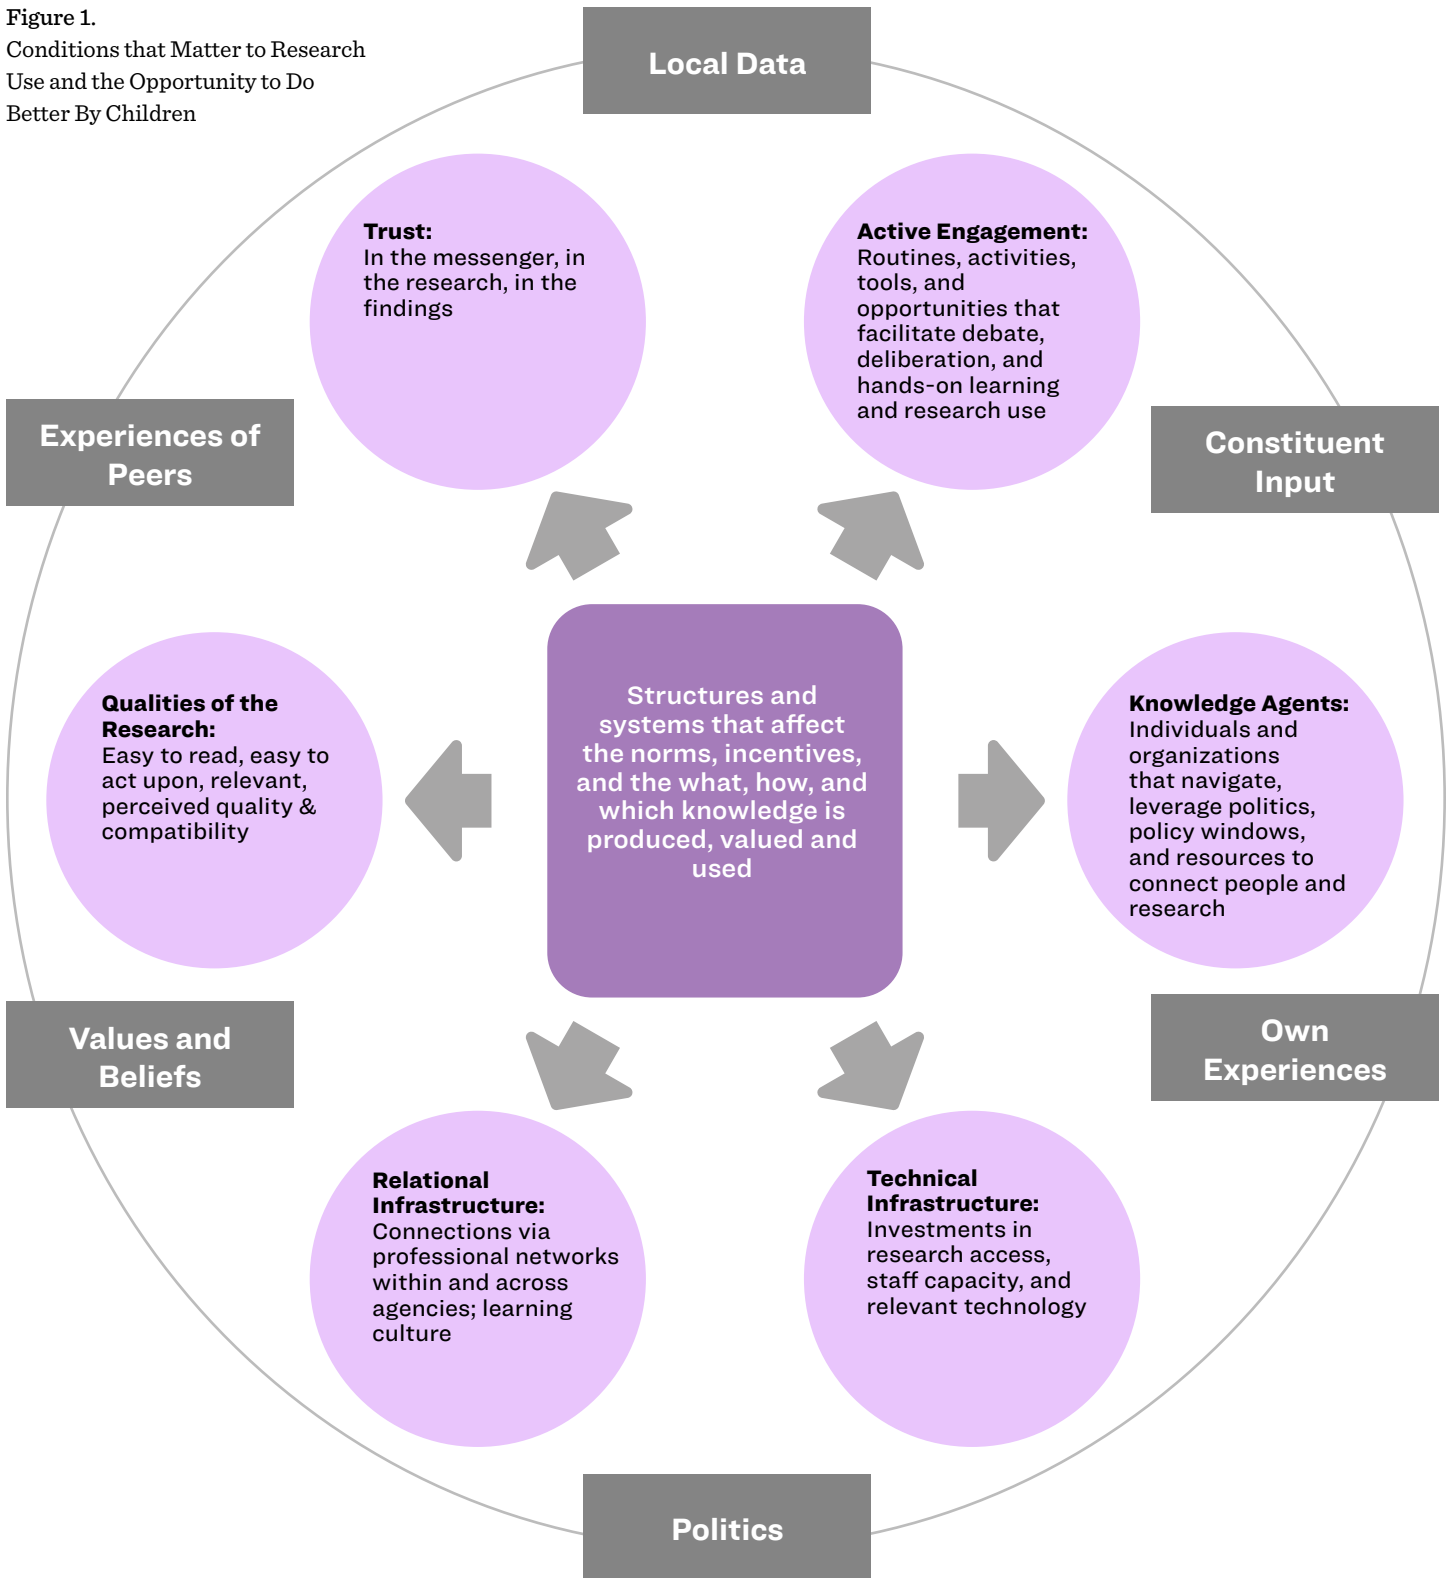 Figure 1.
Conditions that Matter to Research
Use and the Opportunity to Do
Better By Children
Local Data
Trust:
In the messenger, in
the research, in the
findings
Active Engagement:
Routines, activities,
tools, and
opportunities that
facilitate debate,
deliberation, and
hands-on learning
and research use
Experiences of
Peers
Constituent
Input
Qualities of the
Research:
Easy to read, easy to
act upon, relevant,
perceived quality &
compatibility
Structures and
systems that affect
the norms, incentives,
and the what, how, and
which knowledge is
produced, valued and
used
Knowledge Agents:
Individuals and
organizations
that navigate,
leverage politics,
policy windows,
and resources to
connect people and
research
Values and
Beliefs
Own
Experiences
Relational
Infrastructure:
Connections via
professional networks
within and across
agencies; learning
culture
Technical
Infrastructure:
Investments in
research access,
staff capacity, and
relevant technology
Politics